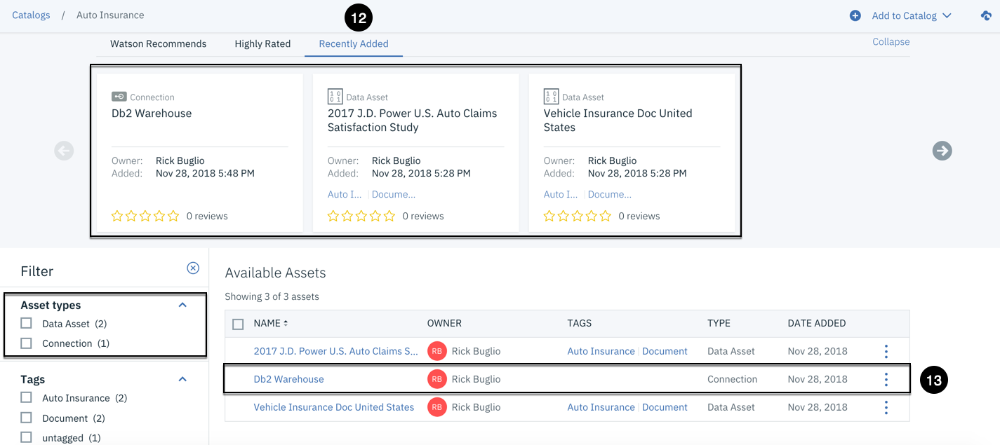 Catalogs / Auto Insurance
12
Add to Catalog
Watson Recommends
Highly Rated
Recently Added
Collapse
Connection
Db2 Warehouse
Owner: Rick Buglio
Added: Nov 28, 2018 5:48 PM
0 reviews
Data Asset
2017 J.D. Power U.S. Auto Claims
Satisfaction Study
Owner: Rick Buglio
Added: Nov 28, 2018 5:28 PM
Auto I... | Docume...
0 reviews
Data Asset
Vehicle Insurance Doc United
States
Owner: Rick Buglio
Added: Nov 28, 2018 5:28 PM
Auto I... | Docume...
0 reviews
Filter
Asset types
Data Asset (2)
Connection (1)
Tags
Auto Insurance (2)
Document (2)
untagged (1)
Available Assets
Showing 3 of 3 assets
NAME OWNER TAGS TYPE DATE ADDED
2017 J.D. Power U.S. Auto Claims S... RB Rick Buglio Auto Insurance | Document Data Asset Nov 28, 2018
Db2 Warehouse RB Rick Buglio Connection Nov 28, 2018
13
Vehicle Insurance Doc United States RB Rick Buglio Auto Insurance | Document Data Asset Nov 28, 2018